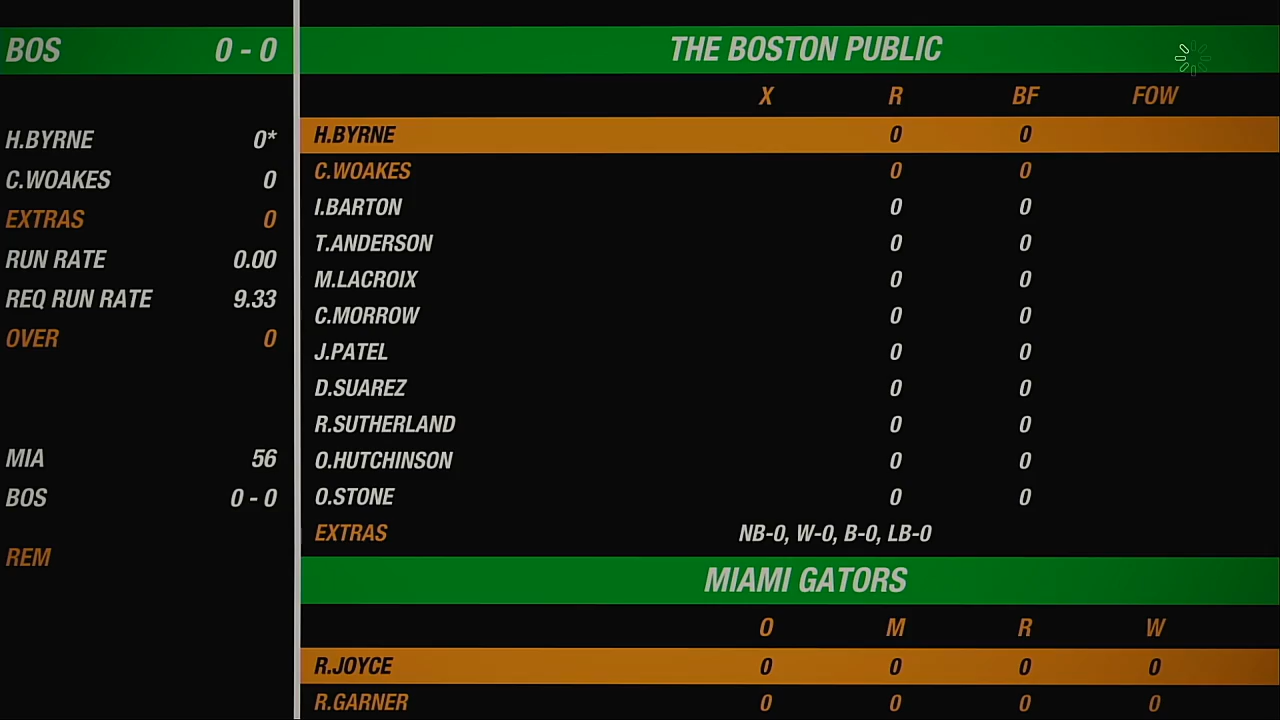 BOS 0 - 0
H.BYRNE 0*
C.WOAKES 0
EXTRAS 0
RUN RATE 0.00
REQ RUN RATE 9.33
OVER 0
MIA 56
BOS 0 - 0
REM
THE BOSTON PUBLIC
X R BF FOW
H.BYRNE 0 0
C.WOAKES 0 0
I.BARTON 0 0
T.ANDERSON 0 0
M.LACROIX 0 0
C.MORROW 0 0
J.PATEL 0 0
D.SUAREZ 0 0
R.SUTHERLAND 0 0
O.HUTCHINSON 0 0
O.STONE 0 0
EXTRAS NB-0, W-0, B-0, LB-0
MIAMI GATORS
O M R W
R.JOYCE 0 0 0 0
R.GARNER 0 0 0 0